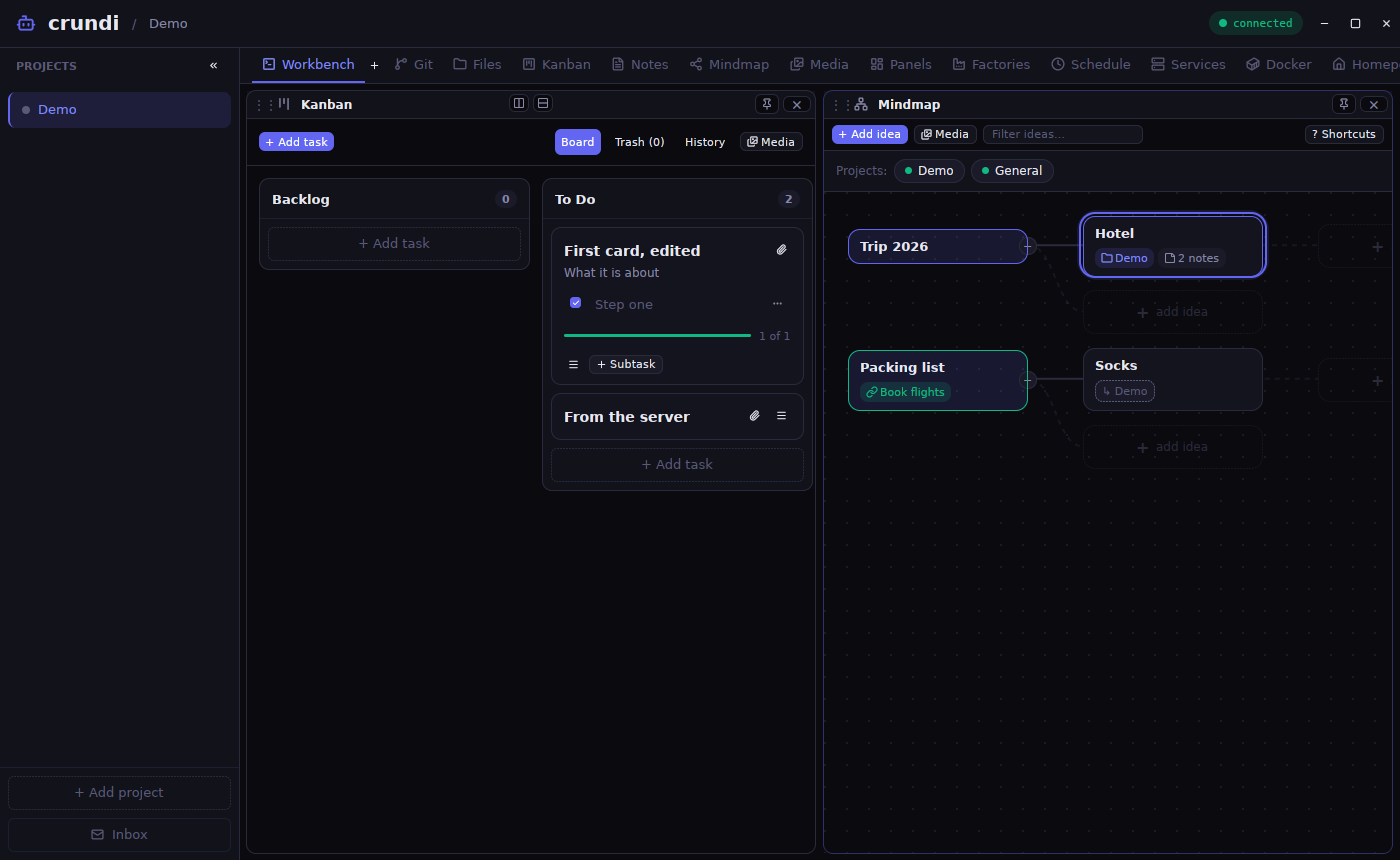 crundi / Demo
connected
PROJECTS «
Demo
+ Add project
Inbox
Workbench + Git Files Kanban Notes Mindmap Media Panels Factories Schedule Services Docker Homep
Kanban
+ Add task Board Trash (0) History Media
Backlog 0
+ Add task
To Do 2
First card, edited
What it is about
Step one
1 of 1
+ Subtask
From the server
+ Add task
Mindmap
+ Add idea Media Filter ideas... ? Shortcuts
Projects: Demo General
Trip 2026
Hotel
Demo 2 notes
+ add idea
Packing list
Book flights
Socks
↳ Demo
+ add idea